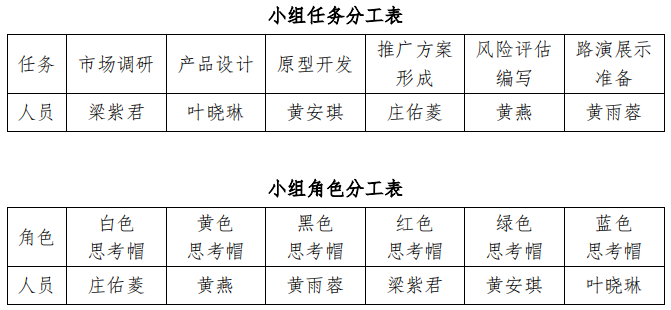 小组任务分工表
任务 市场调研 产品设计 原型开发 推广方案形成 风险评估编写 路演展示准备
人员 梁紫君 叶晓琳 黄安琪 庄佑菱 黄燕 黄雨蓉
小组角色分工表
角色 白色思考帽 黄色思考帽 黑色思考帽 红色思考帽 绿色思考帽 蓝色思考帽
人员 庄佑菱 黄燕 黄雨蓉 梁紫君 黄安琪 叶晓琳